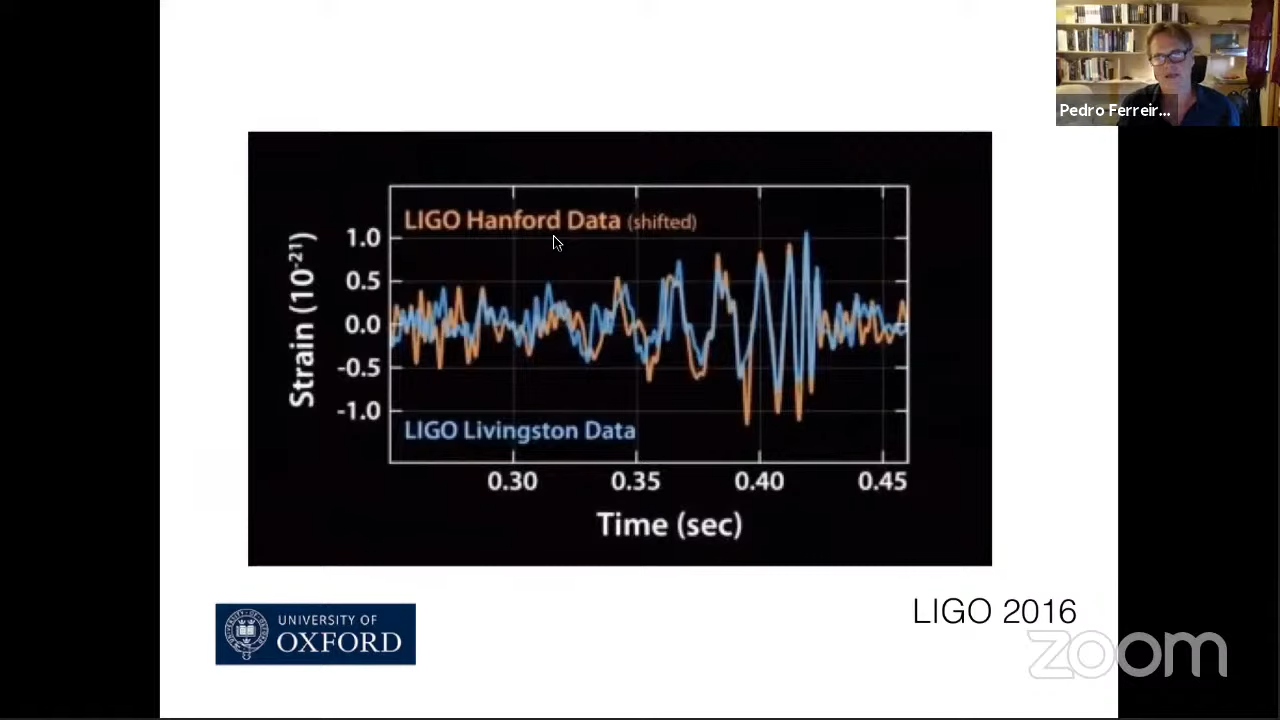 Pedro Ferreir...
LIGO Hanford Data (shifted)
1.0
0.5
0.0
-0.5
-1.0
Strain (10⁻²¹)
LIGO Livingston Data
0.30 0.35 0.40 0.45
Time (sec)
UNIVERSITY OF
OXFORD
LIGO 2016
zoom